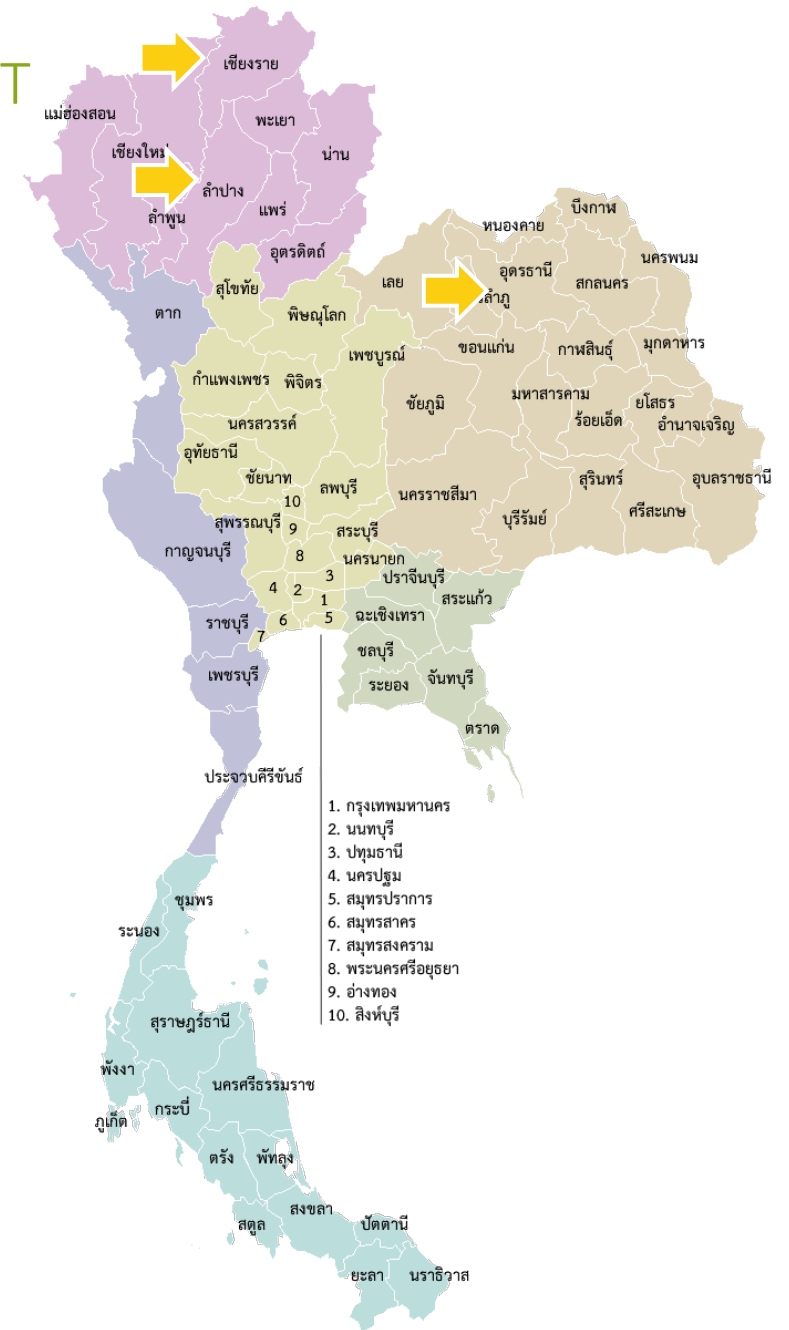 T
เชียงราย
แม่ฮ่องสอน
พะเยา
เชียงใหม่
น่าน
ลำปาง
ลำพูน
แพร่
อุตรดิตถ์
บึงกาฬ
หนองคาย
นครพนม
อุดรธานี
สกลนคร
เลย
ลำภู
สุโขทัย
ตาก
พิษณุโลก
เพชบูรณ์
ขอนแก่น
กาฬสินธุ์
มุกดาหาร
กำแพงเพชร
พิจิตร
ชัยภูมิ
มหาสารคาม
ยโสธร
ร้อยเอ็ด
อำนาจเจริญ
นครสวรรค์
อุทัยธานี
ชัยนาท
ลพบุรี
นครราชสีมา
สุรินทร์
อุบลราชธานี
บุรีรัมย์
ศรีสะเกษ
10
สุพรรณบุรี
9
สระบุรี
กาญจนบุรี
8
นครนายก
3
ปราจีนบุรี
4
2
1
สระแก้ว
ราชบุรี
6
5
ฉะเชิงเทรา
7
ชลบุรี
เพชรบุรี
ระยอง
จันทบุรี
ตราด
ประจวบคีรีขันธ์
1. กรุงเทพมหานคร
2. นนทบุรี
3. ปทุมธานี
4. นครปฐม
5. สมุทรปราการ
6. สมุทรสาคร
7. สมุทรสงคราม
8. พระนครศรีอยุธยา
9. อ่างทอง
10. สิงห์บุรี
ชุมพร
ระนอง
สุราษฎร์ธานี
พังงา
นครศรีธรรมราช
กระบี่
ภูเก็ต
ตรัง
พัทลุง
สงขลา
สตูล
ปัตตานี
ยะลา
นราธิวาส